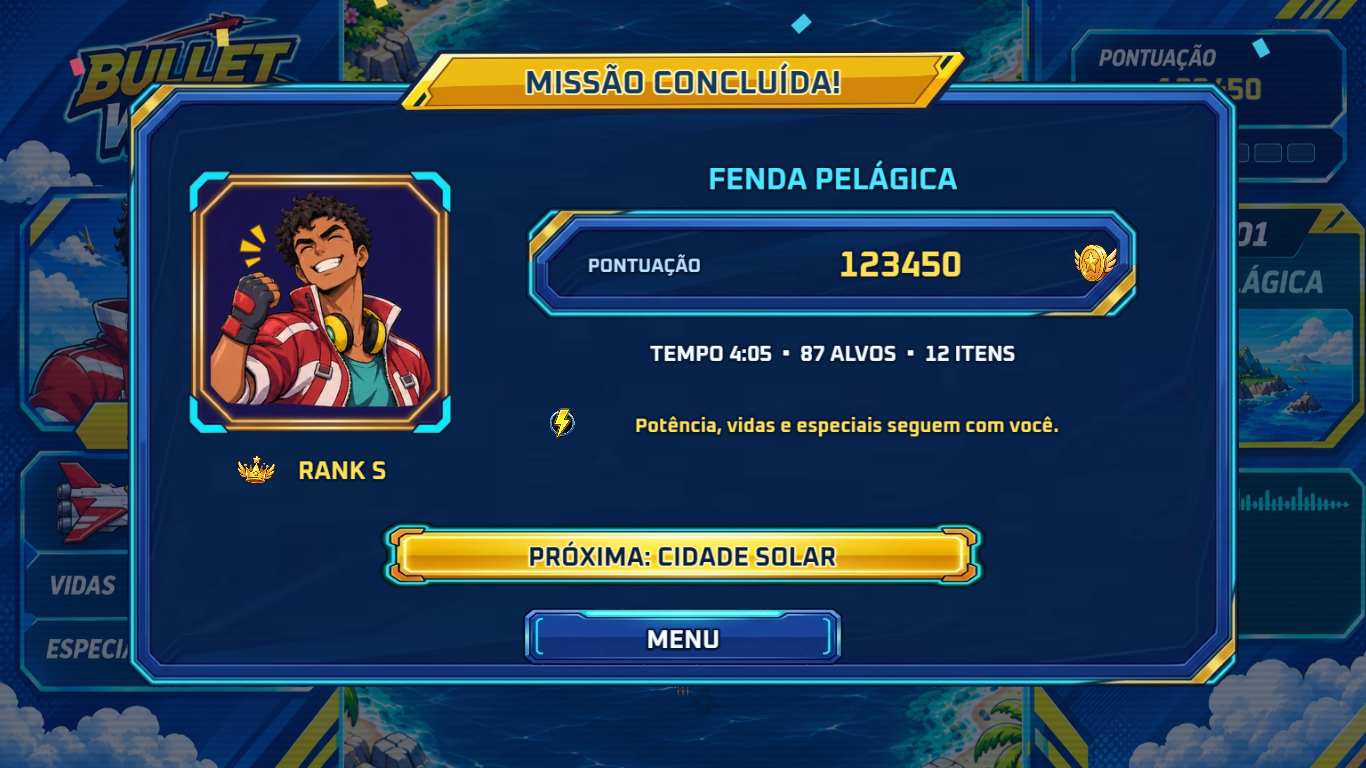 BULLET
PONTUAÇÃO
MISSÃO CONCLUÍDA!
FENDA PELÁGICA
PONTUAÇÃO
123450
TEMPO 4:05 • 87 ALVOS • 12 ITENS
Potência, vidas e especiais seguem com você.
RANK S
PRÓXIMA: CIDADE SOLAR
MENU
VIDAS